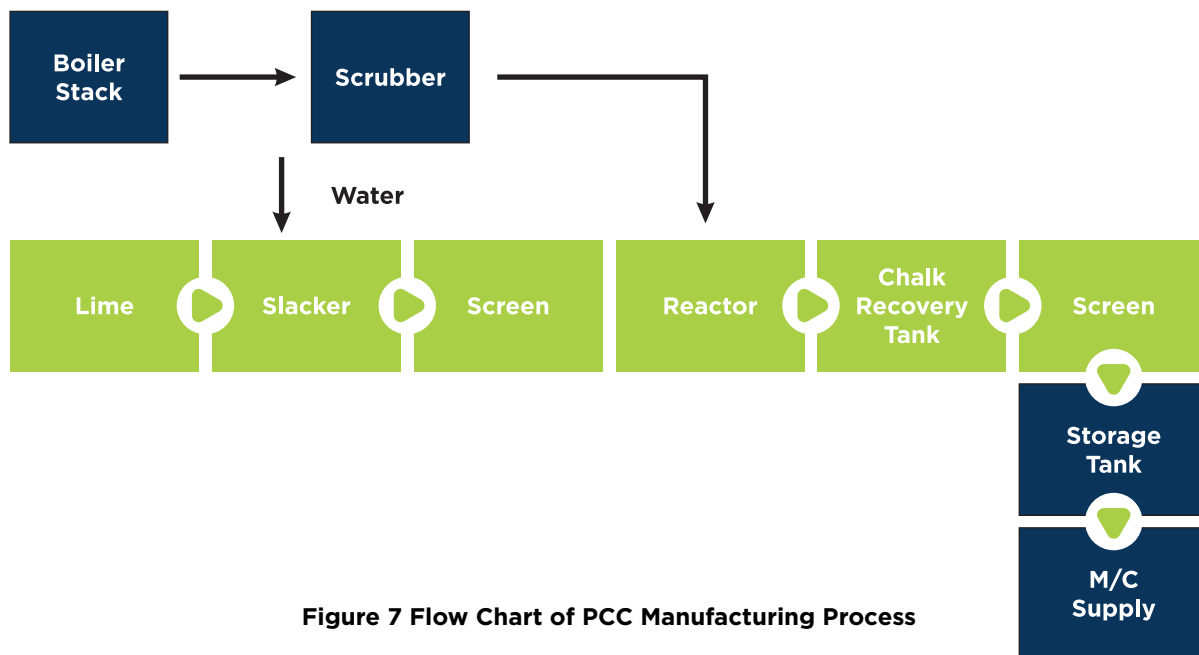 Boiler
Stack
Scrubber
Water
Lime
Slacker
Screen
Reactor
Chalk
Recovery
Tank
Screen
Storage
Tank
M/C
Supply
Figure 7 Flow Chart of PCC Manufacturing Process